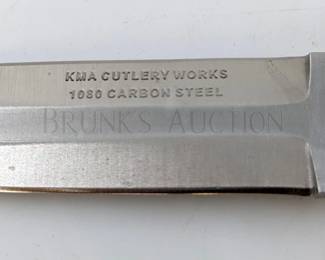 KMA CUTLERY WORKS
1080 CARBON STEEL
BRUNK'S AUCTION